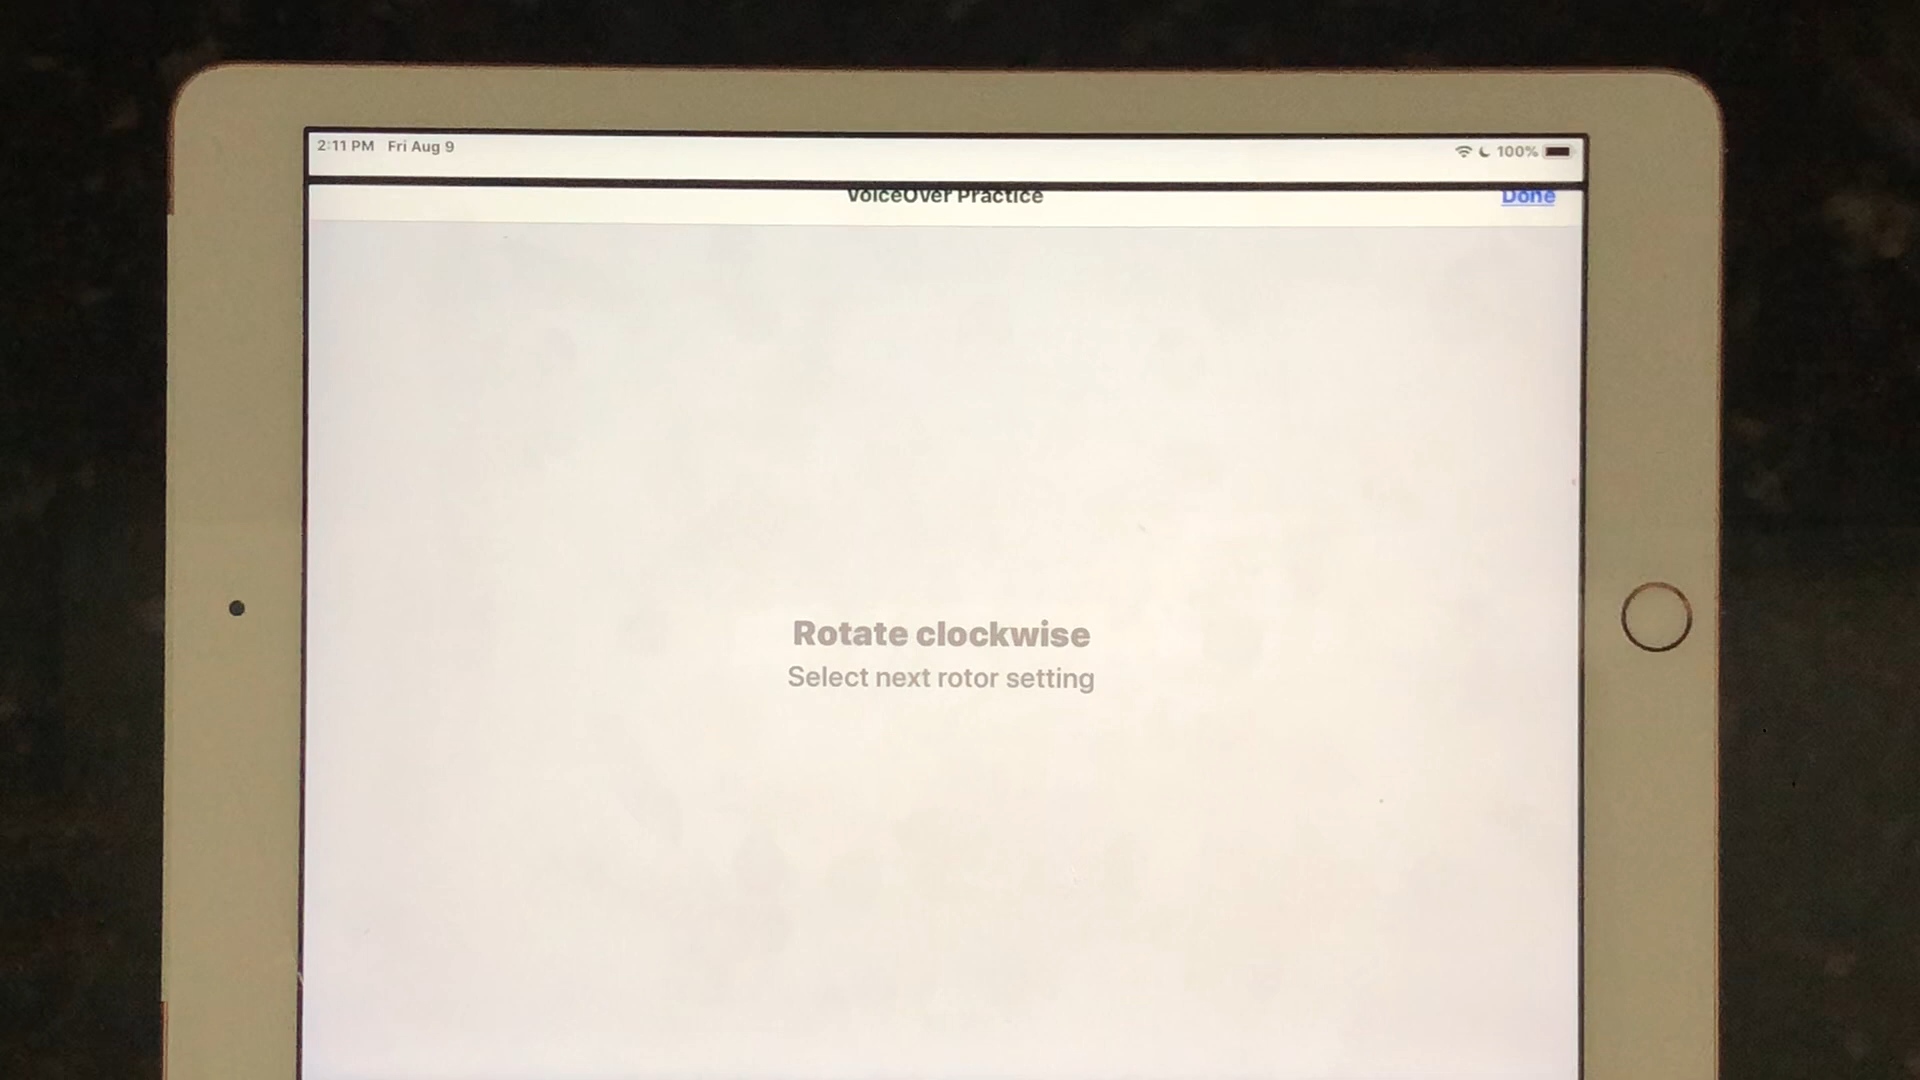 2:11 PM Fri Aug 9
100%
VoiceOver Practice
Done
Rotate clockwise
Select next rotor setting